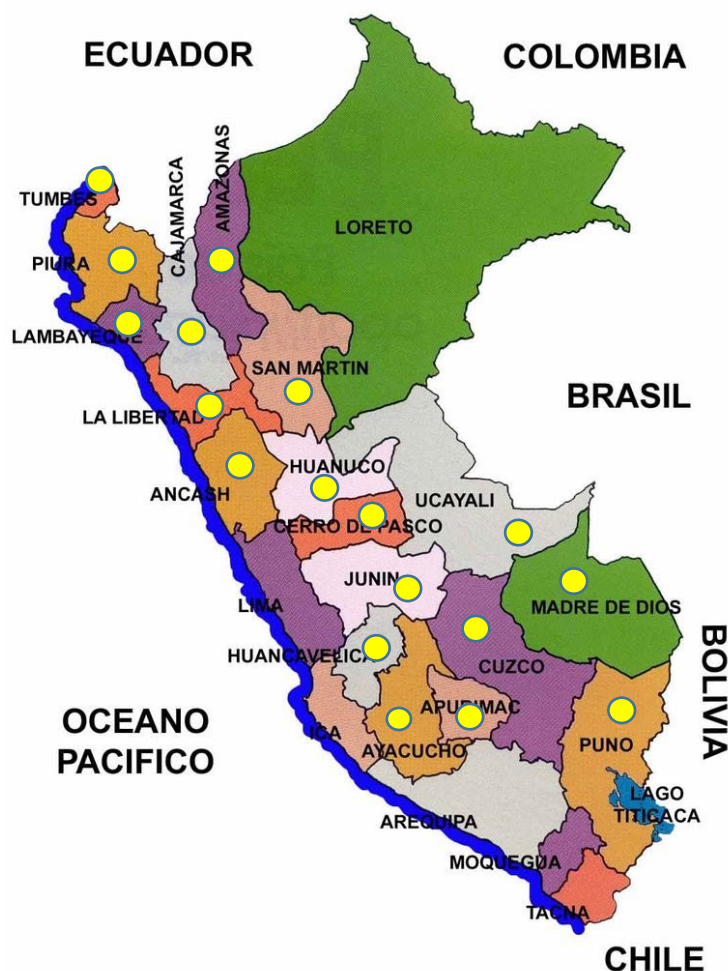 ECUADOR
COLOMBIA
TUMBES
CAJAMARCA
AMAZONAS
LORETO
PIURA
LAMBAYEQUE
SAN MARTIN
BRASIL
LA LIBERTAD
HUANUCO
ANCASH
UCAYALI
CERRO DE PASCO
JUNIN
LIMA
MADRE DE DIOS
HUANCAVELICA
CUZCO
BOLIVIA
APURIMAC
OCEANO
PACIFICO
ICA
AYACUCHO
PUNO
LAGO
TITICACA
AREQUIPA
MOQUEGUA
TACNA
CHILE